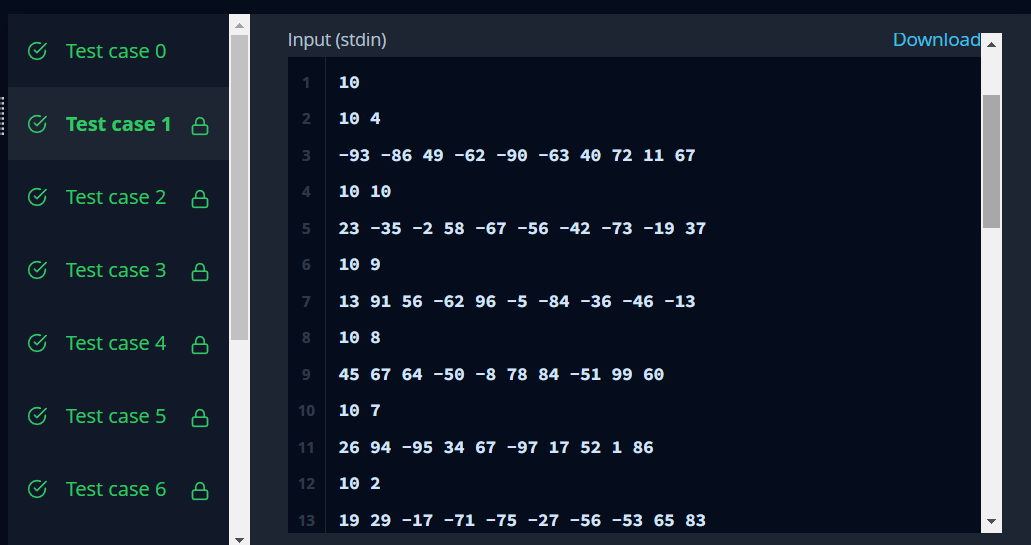 Test case 0
Test case 1
Test case 2
Test case 3
Test case 4
Test case 5
Test case 6
Input (stdin) Download
1 10
2 10 4
3 -93 -86 49 -62 -90 -63 40 72 11 67
4 10 10
5 23 -35 -2 58 -67 -56 -42 -73 -19 37
6 10 9
7 13 91 56 -62 96 -5 -84 -36 -46 -13
8 10 8
9 45 67 64 -50 -8 78 84 -51 99 60
10 10 7
11 26 94 -95 34 67 -97 17 52 1 86
12 10 2
13 19 29 -17 -71 -75 -27 -56 -53 65 83